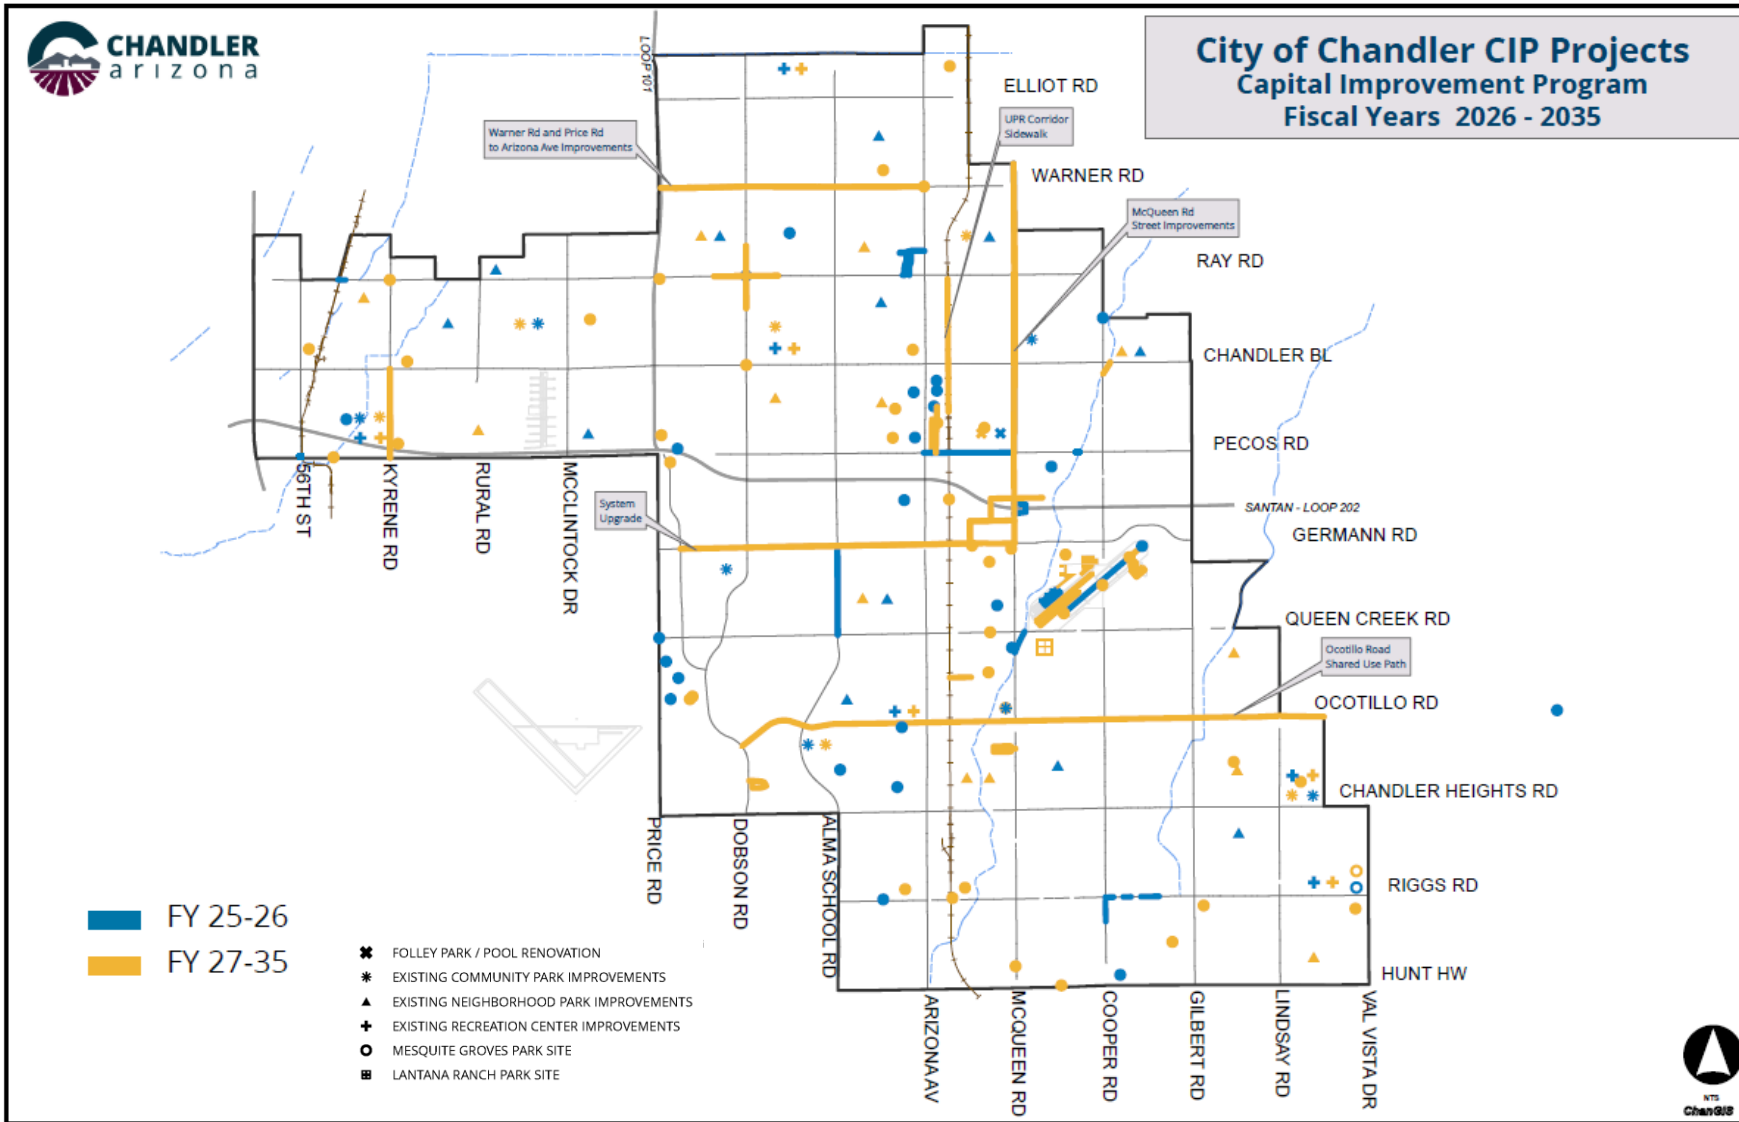 CHANDLER
arizona
City of Chandler CIP Projects
Capital Improvement Program
Fiscal Years 2026 - 2035
LOOP 101
ELLIOT RD
UPR Corridor
Sidewalk
Warner Rd and Price Rd
to Arizona Ave Improvements
WARNER RD
McQueen Rd
Street Improvements
RAY RD
CHANDLER BL
PECOS RD
56TH ST
KYRENE RD
RURAL RD
MCCLINTOCK DR
System
Upgrade
SANTAN - LOOP 202
GERMANN RD
QUEEN CREEK RD
Ocotillo Road
Shared Use Path
OCOTILLO RD
CHANDLER HEIGHTS RD
PRICE RD
DOBSON RD
ALMA SCHOOL RD
RIGGS RD
HUNT HW
ARIZONA AV
MCQUEEN RD
COOPER RD
GILBERT RD
LINDSAY RD
VAL VISTA DR
FY 25-26
FY 27-35
FOLLEY PARK / POOL RENOVATION
EXISTING COMMUNITY PARK IMPROVEMENTS
EXISTING NEIGHBORHOOD PARK IMPROVEMENTS
EXISTING RECREATION CENTER IMPROVEMENTS
MESQUITE GROVES PARK SITE
LANTANA RANCH PARK SITE
NTS
ChanGIS